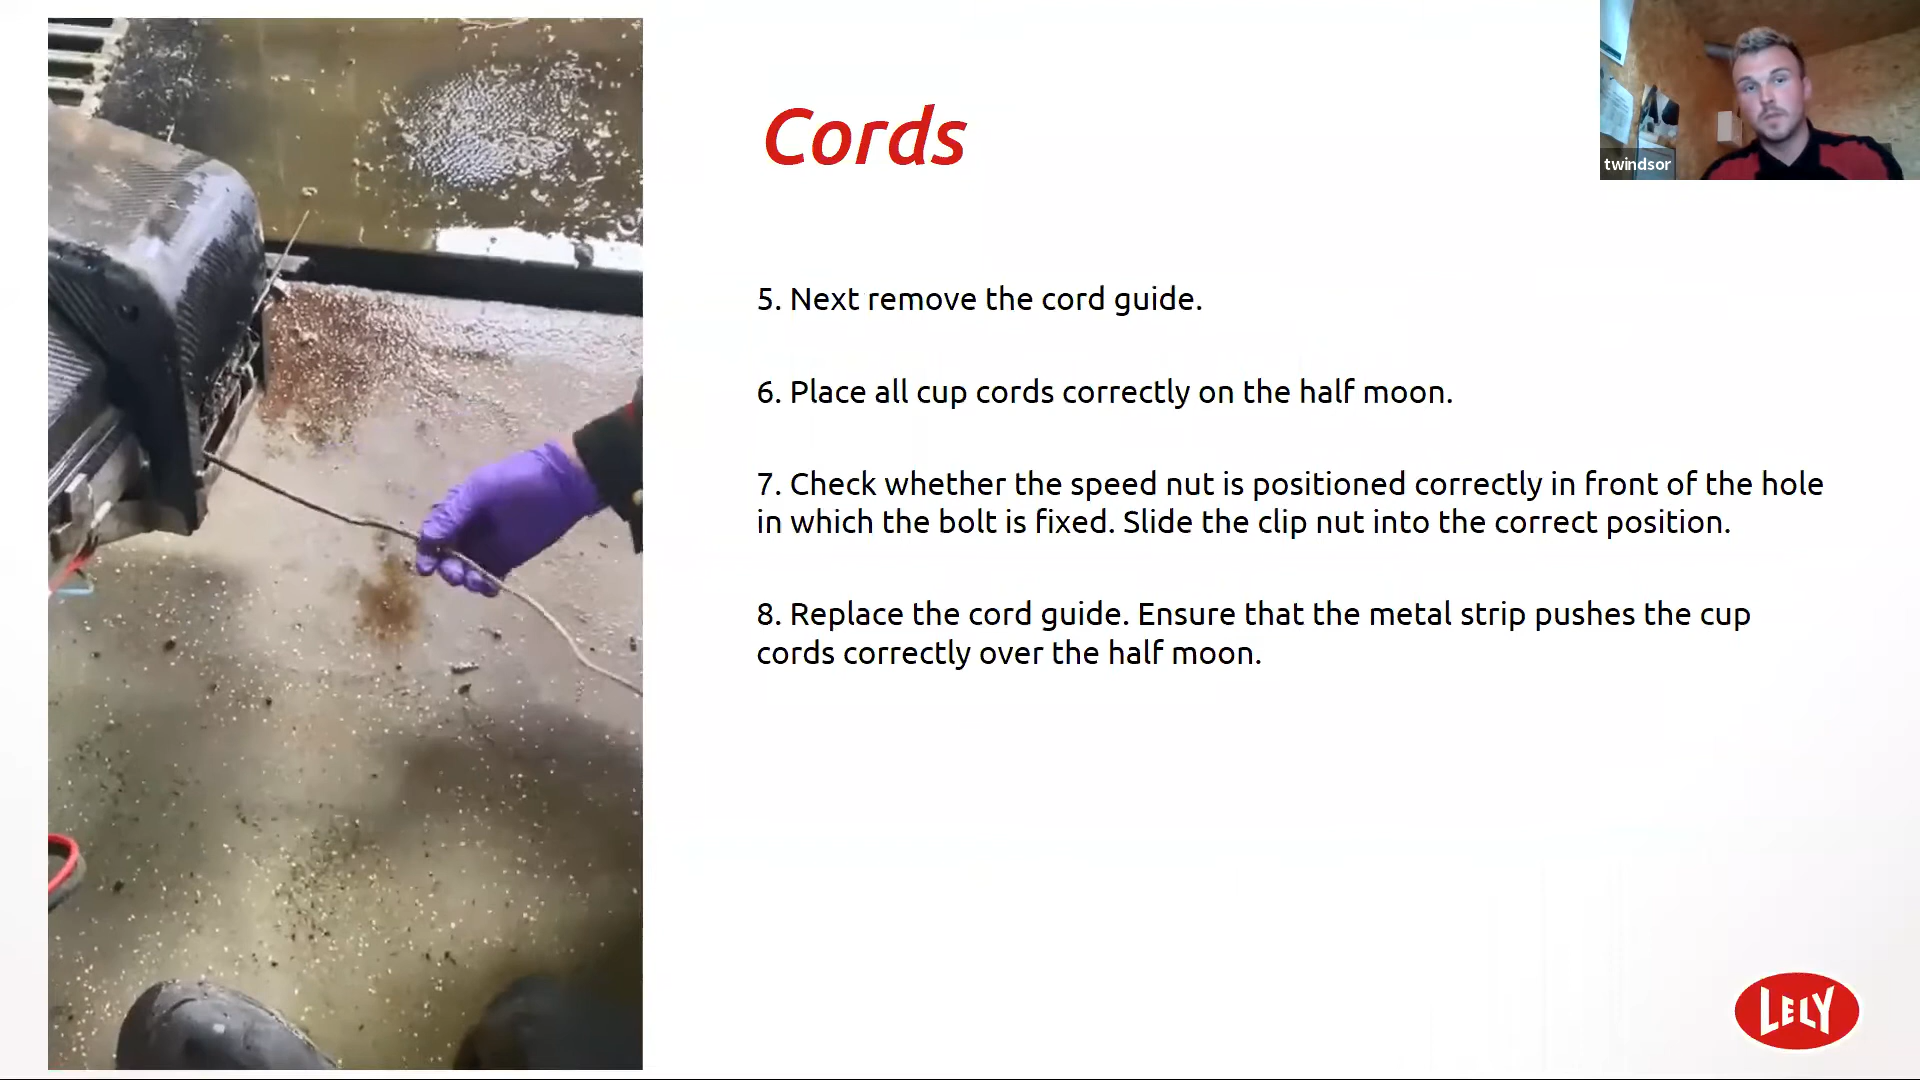 Cords
twindsor
5. Next remove the cord guide.
6. Place all cup cords correctly on the half moon.
7. Check whether the speed nut is positioned correctly in front of the hole
in which the bolt is fixed. Slide the clip nut into the correct position.
8. Replace the cord guide. Ensure that the metal strip pushes the cup
cords correctly over the half moon.
LELY